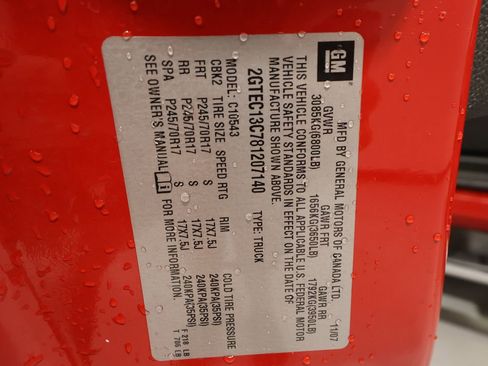 GM
MFD BY GENERAL MOTORS OF CANADA LTD.
11/07
GVWR GAWR FRT GAWR RR
3085KG(6800LB) 1656KG(3650LB) 1792KG(3950LB)
THIS VEHICLE CONFORMS TO ALL APPLICABLE U.S. FEDERAL MOTOR
VEHICLE SAFETY STANDARDS IN EFFECT ON THE DATE OF
MANUFACTURE SHOWN ABOVE.
2GTEC13C781207140 TYPE: TRUCK
MODEL: C10543
CBK2 TIRE SIZE SPEED RTG RIM COLD TIRE PRESSURE
FRT P245/70R17 S 17X7.5J 240KPA(35PSI)
RR P245/70R17 S 17X7.5J 240KPA(35PSI)
SPA P245/70R17 S 17X7.5J 240KPA(35PSI)
SEE OWNER'S MANUAL FOR MORE INFORMATION.
F 218 LB
T 706 EB